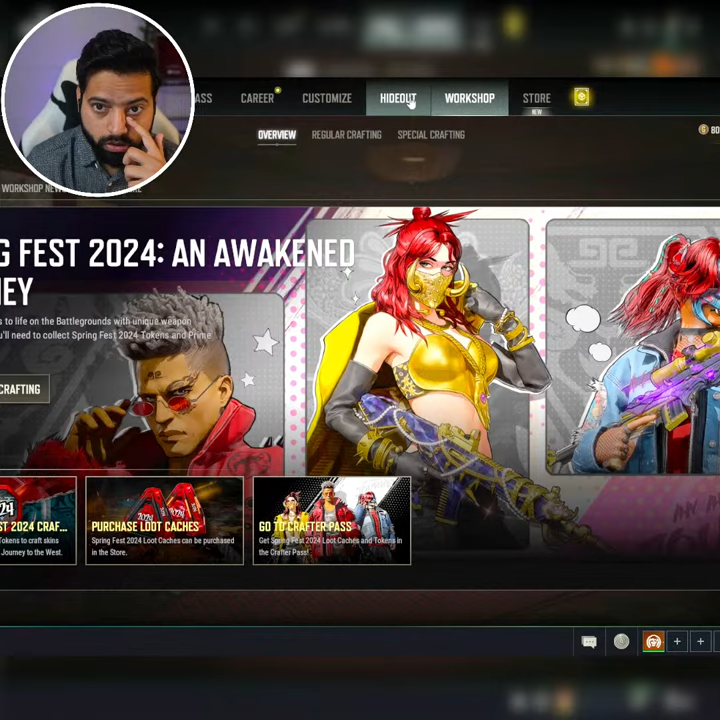 ASS CAREER CUSTOMIZE HIDEOUT WORKSHOP STORE
NEW
OVERVIEW REGULAR CRAFTING SPECIAL CRAFTING
WORKSHOP
G FEST 2024: AN AWAKENED
NEY
s to life on the Battlegrounds with unique weapon
u'll need to collect Spring Fest 2024 Tokens and Prime
CRAFTING
ST 2024 CRAF...
Tokens to craft skins
Journey to the West.
PURCHASE LOOT CACHES
Spring Fest 2024 Loot Caches can be purchased
in the Store.
GO TO CRAFTER PASS
Get Spring Fest 2024 Loot Caches and Tokens in
the Crafter Pass!